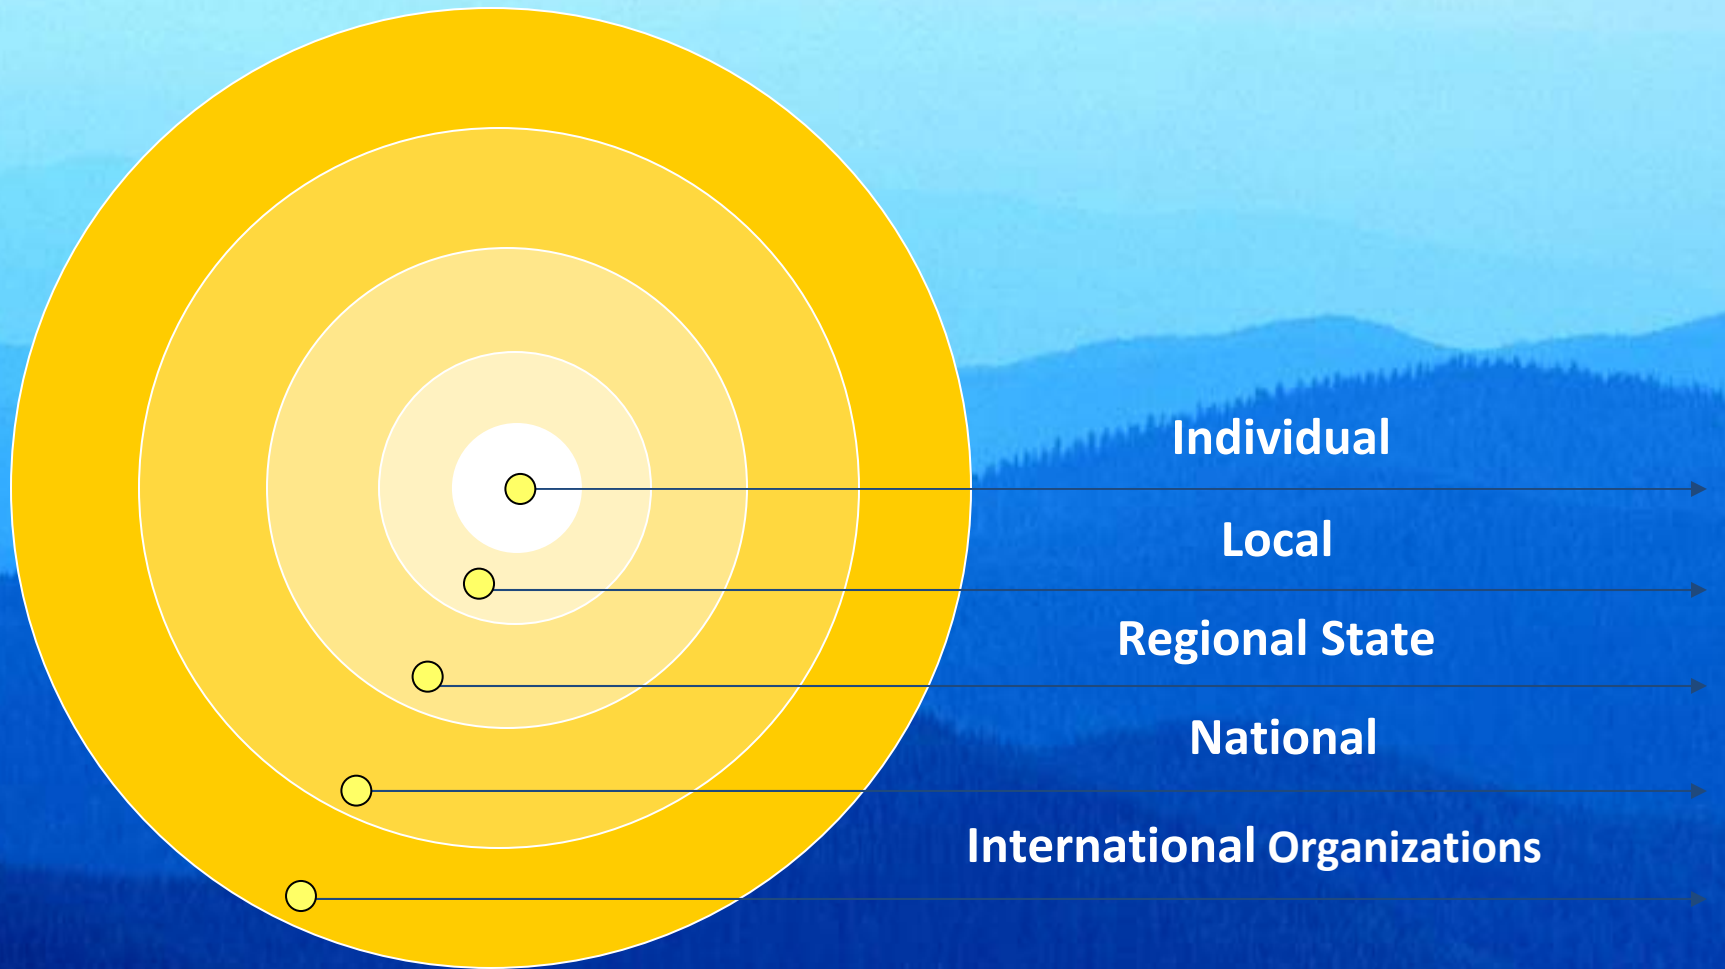 Individual
Local
Regional State
National
International Organizations